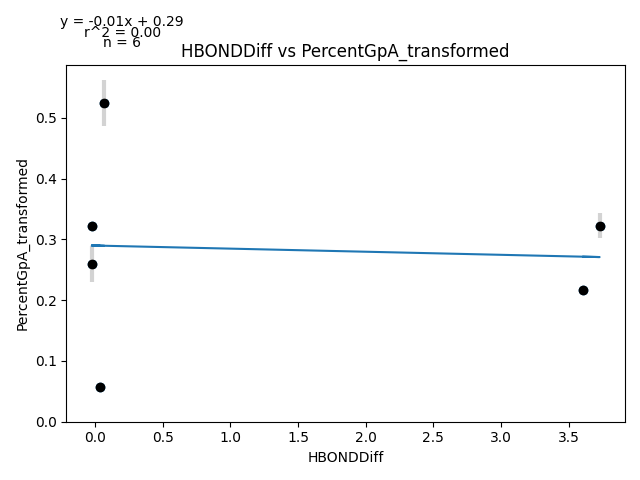 y = -0.01x + 0.29
r^2 = 0.00
n = 6
HBONDDiff vs PercentGpA_transformed
PercentGpA_transformed
0.5
0.4
0.3
0.2
0.1
0.0
0.0 0.5 1.0 1.5 2.0 2.5 3.0 3.5
HBONDDiff